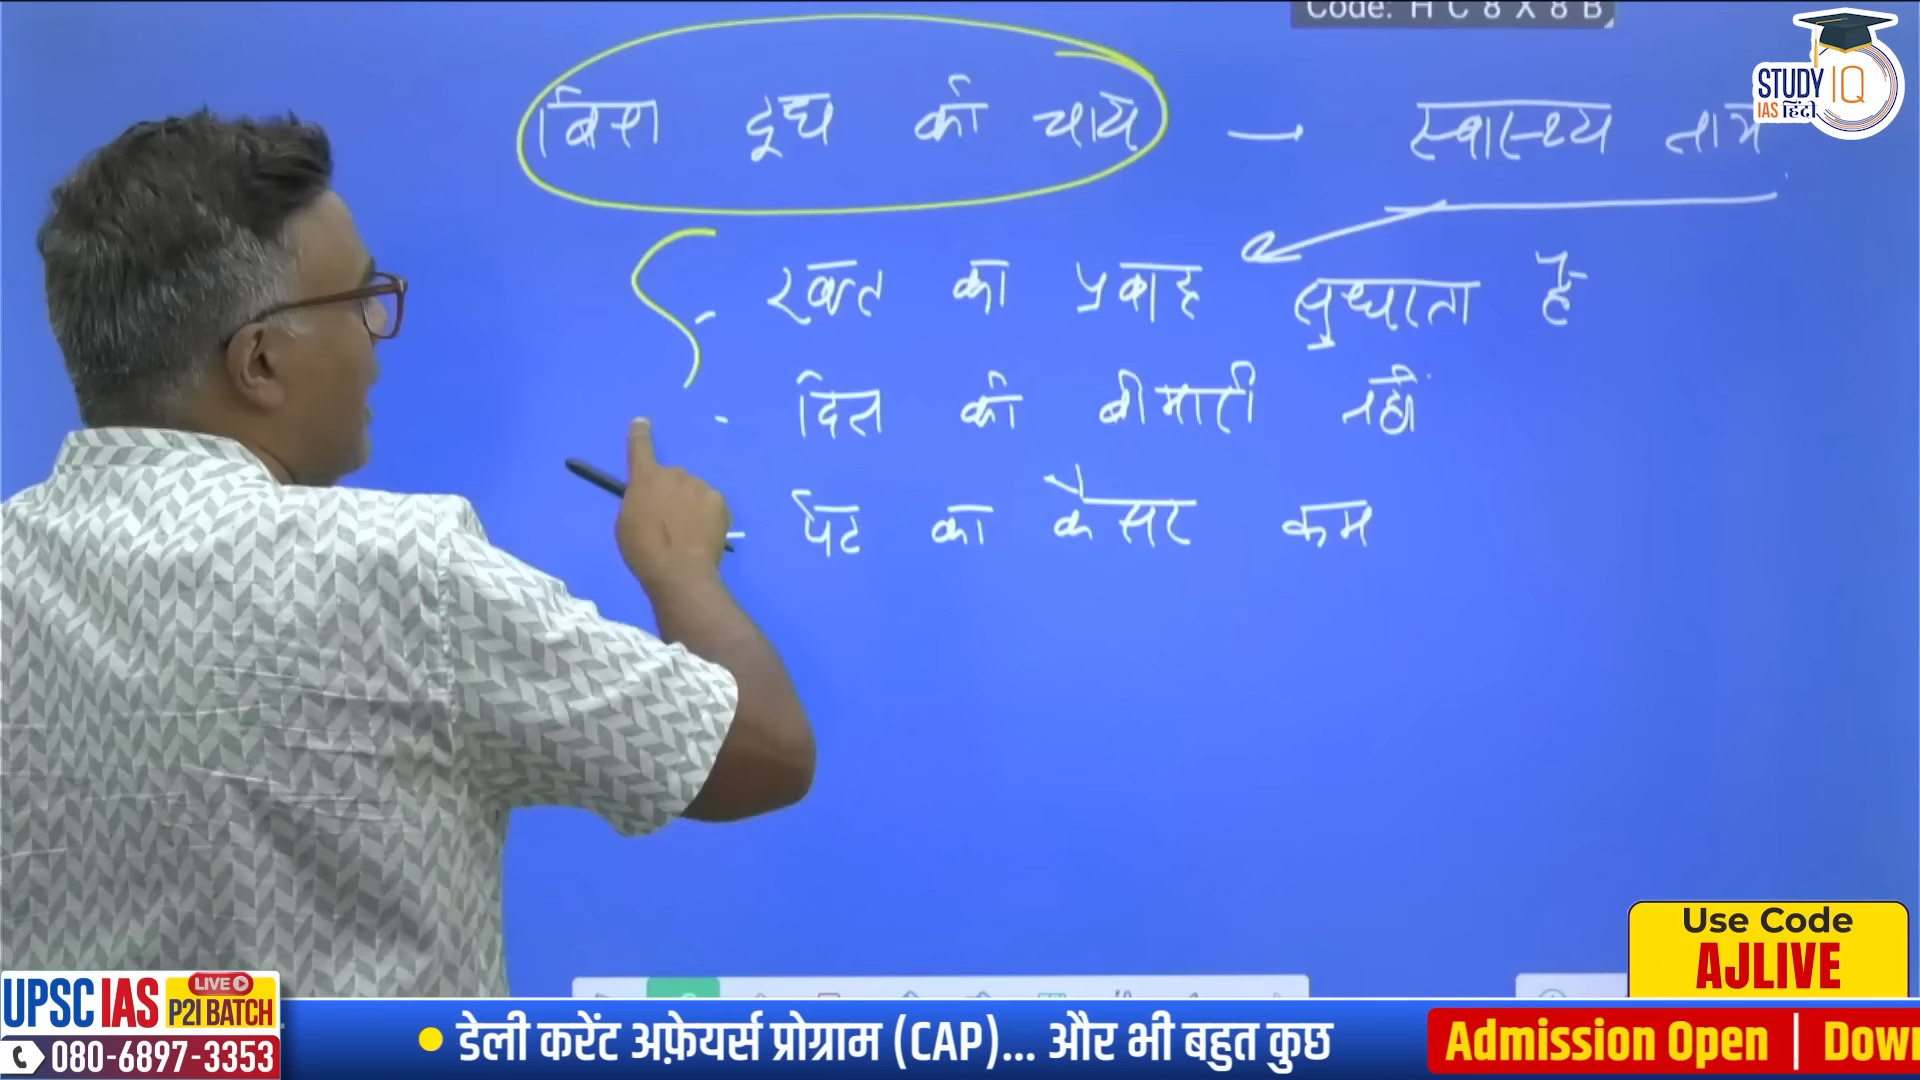 Code: H C 8 X 8 B
STUDY IQ
IAS हिंदी
बिना दूध की चाय → स्वास्थ्य लाभ
- रक्त का प्रवाह सुधारता है
- दिल की बीमारी नहीं
- पेट का कैंसर कम
Use Code
AJLIVE
UPSC IAS LIVE P2I BATCH
080-6897-3353
डेली करेंट अफ़ेयर्स प्रोग्राम (CAP)... और भी बहुत कुछ
Admission Open | Down